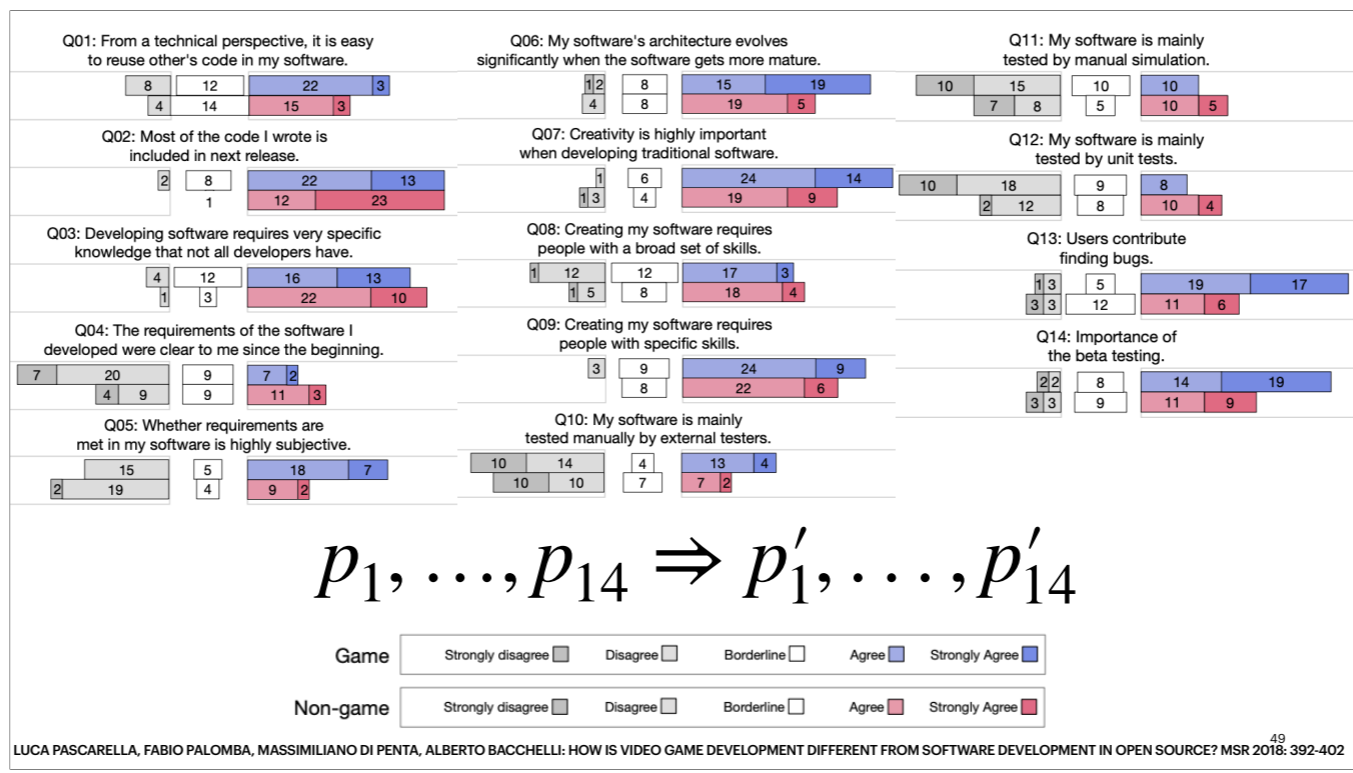 Q01: From a technical perspective, it is easy
to reuse other's code in my software.
8 12 22 3
4 14 15 3
Q02: Most of the code I wrote is
included in next release.
2 8 22 13
1 12 23
Q03: Developing software requires very specific
knowledge that not all developers have.
4 12 16 13
1 3 22 10
Q04: The requirements of the software I
developed were clear to me since the beginning.
7 20 9 7 2
4 9 9 11 3
Q05: Whether requirements are
met in my software is highly subjective.
15 5 18 7
2 19 4 9 2
Q06: My software's architecture evolves
significantly when the software gets more mature.
1 2 8 15 19
4 8 19 5
Q07: Creativity is highly important
when developing traditional software.
1 6 24 14
1 3 4 19 9
Q08: Creating my software requires
people with a broad set of skills.
1 12 12 17 3
1 5 8 18 4
Q09: Creating my software requires
people with specific skills.
3 9 24 9
8 22 6
Q10: My software is mainly
tested manually by external testers.
10 14 4 13 4
10 10 7 7 2
Q11: My software is mainly
tested by manual simulation.
10 15 10 10
7 8 5 10 5
Q12: My software is mainly
tested by unit tests.
10 18 9 8
2 12 8 10 4
Q13: Users contribute
finding bugs.
1 3 5 19 17
3 3 12 11 6
Q14: Importance of
the beta testing.
2 2 8 14 19
3 3 9 11 9
p₁, …, p₁₄ ⇒ p′₁, …, p′₁₄
Game Strongly disagree Disagree Borderline Agree Strongly Agree
Non-game Strongly disagree Disagree Borderline Agree Strongly Agree
49
LUCA PASCARELLA, FABIO PALOMBA, MASSIMILIANO DI PENTA, ALBERTO BACCHELLI: HOW IS VIDEO GAME DEVELOPMENT DIFFERENT FROM SOFTWARE DEVELOPMENT IN OPEN SOURCE? MSR 2018: 392-402